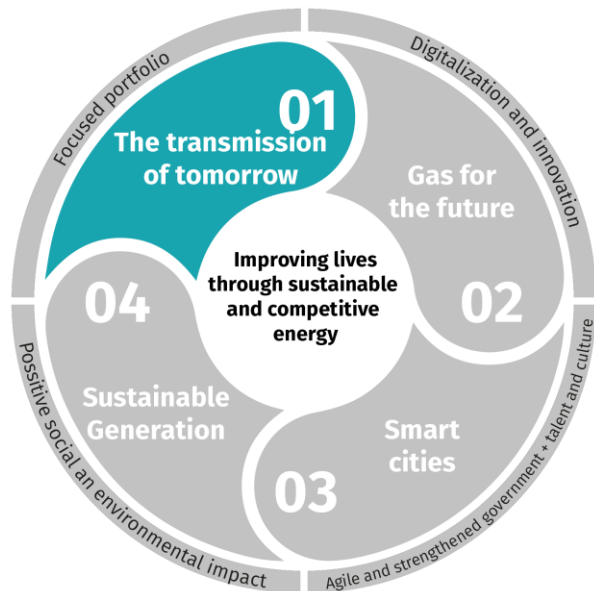 Focused portfolio
Digitalization and innovation
01
The transmission
of tomorrow
Gas for
the future
02
Improving lives
through sustainable
and competitive
energy
04
Sustainable
Generation
Smart
cities
03
Possitive social an environmental impact
Agile and strengthened government + talent and culture